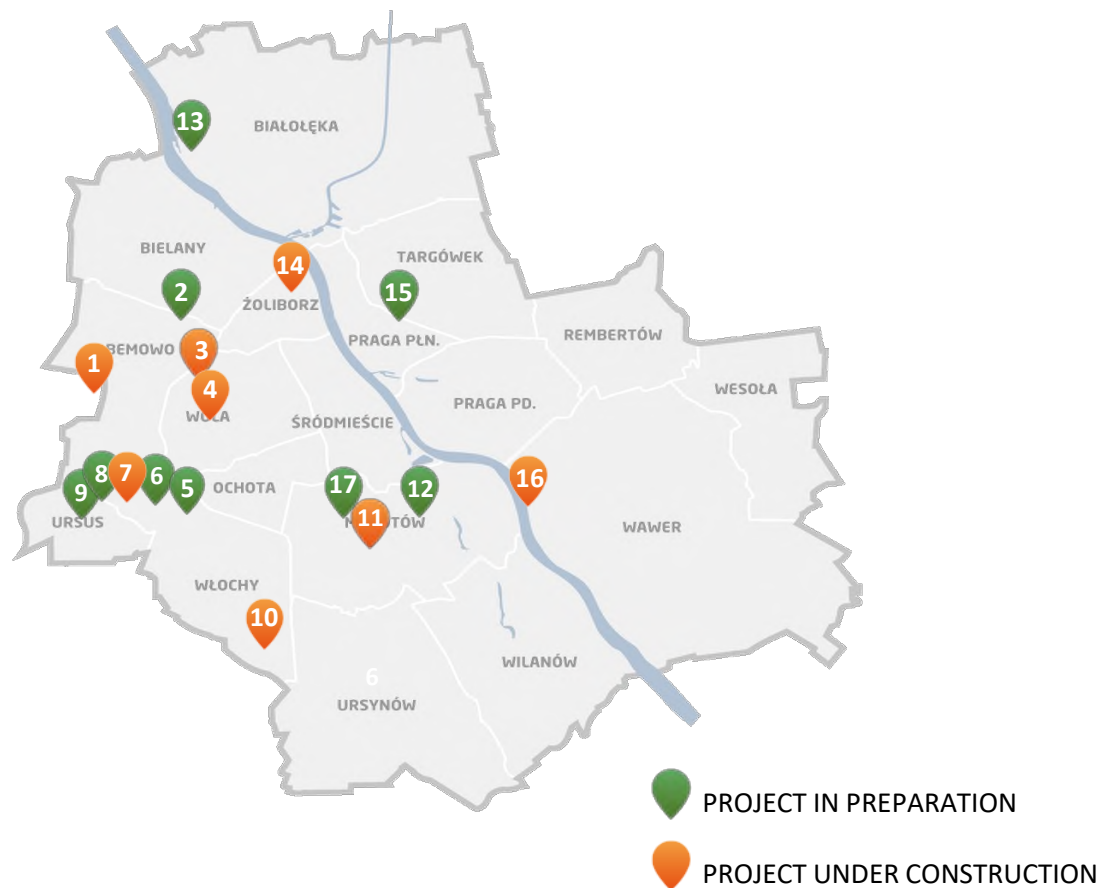 13
BIAŁOŁĘKA
BIELANY
TARGÓWEK
14
2
15
ŻOLIBORZ
REMBERTÓW
PRAGA PŁN.
BEMOWO
3
1
WESOŁA
4
PRAGA PD.
WOLA
ŚRÓDMIEŚCIE
8
7
6
16
9
5
OCHOTA
17
12
URSUS
11
MOKOTÓW
WAWER
WŁOCHY
10
WILANÓW
6
URSYNÓW
PROJECT IN PREPARATION
PROJECT UNDER CONSTRUCTION